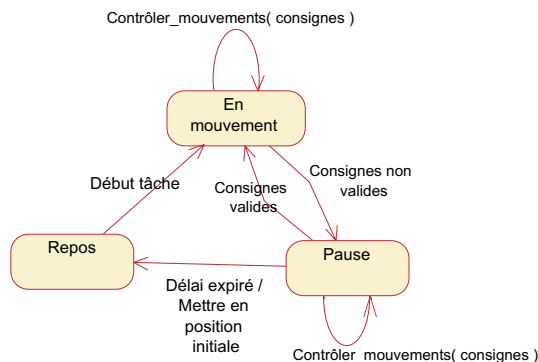 Contrôler_mouvements( consignes )
En
mouvement
Début tâche
Consignes
valides
Consignes non
valides
Repos
Pause
Délai expiré /
Mettre en
position
initiale
Contrôler_mouvements( consignes )